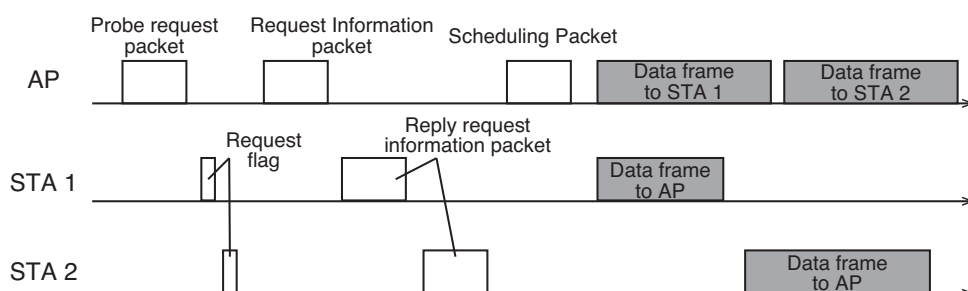 Probe request
packet
Request Information
packet
Scheduling Packet
AP
Data frame
to STA 1
Data frame
to STA 2
Request
flag
Reply request
information packet
STA 1
Data frame
to AP
STA 2
Data frame
to AP